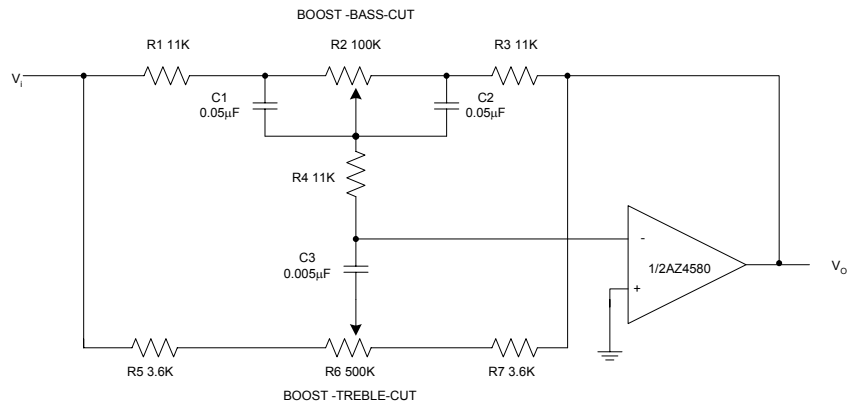 BOOST -BASS-CUT
R1 11K
R2 100K
R3 11K
Vi
C1
0.05μF
C2
0.05μF
R4 11K
C3
0.005μF
-
+
1/2AZ4580
VO
R5 3.6K
R6 500K
R7 3.6K
BOOST -TREBLE-CUT